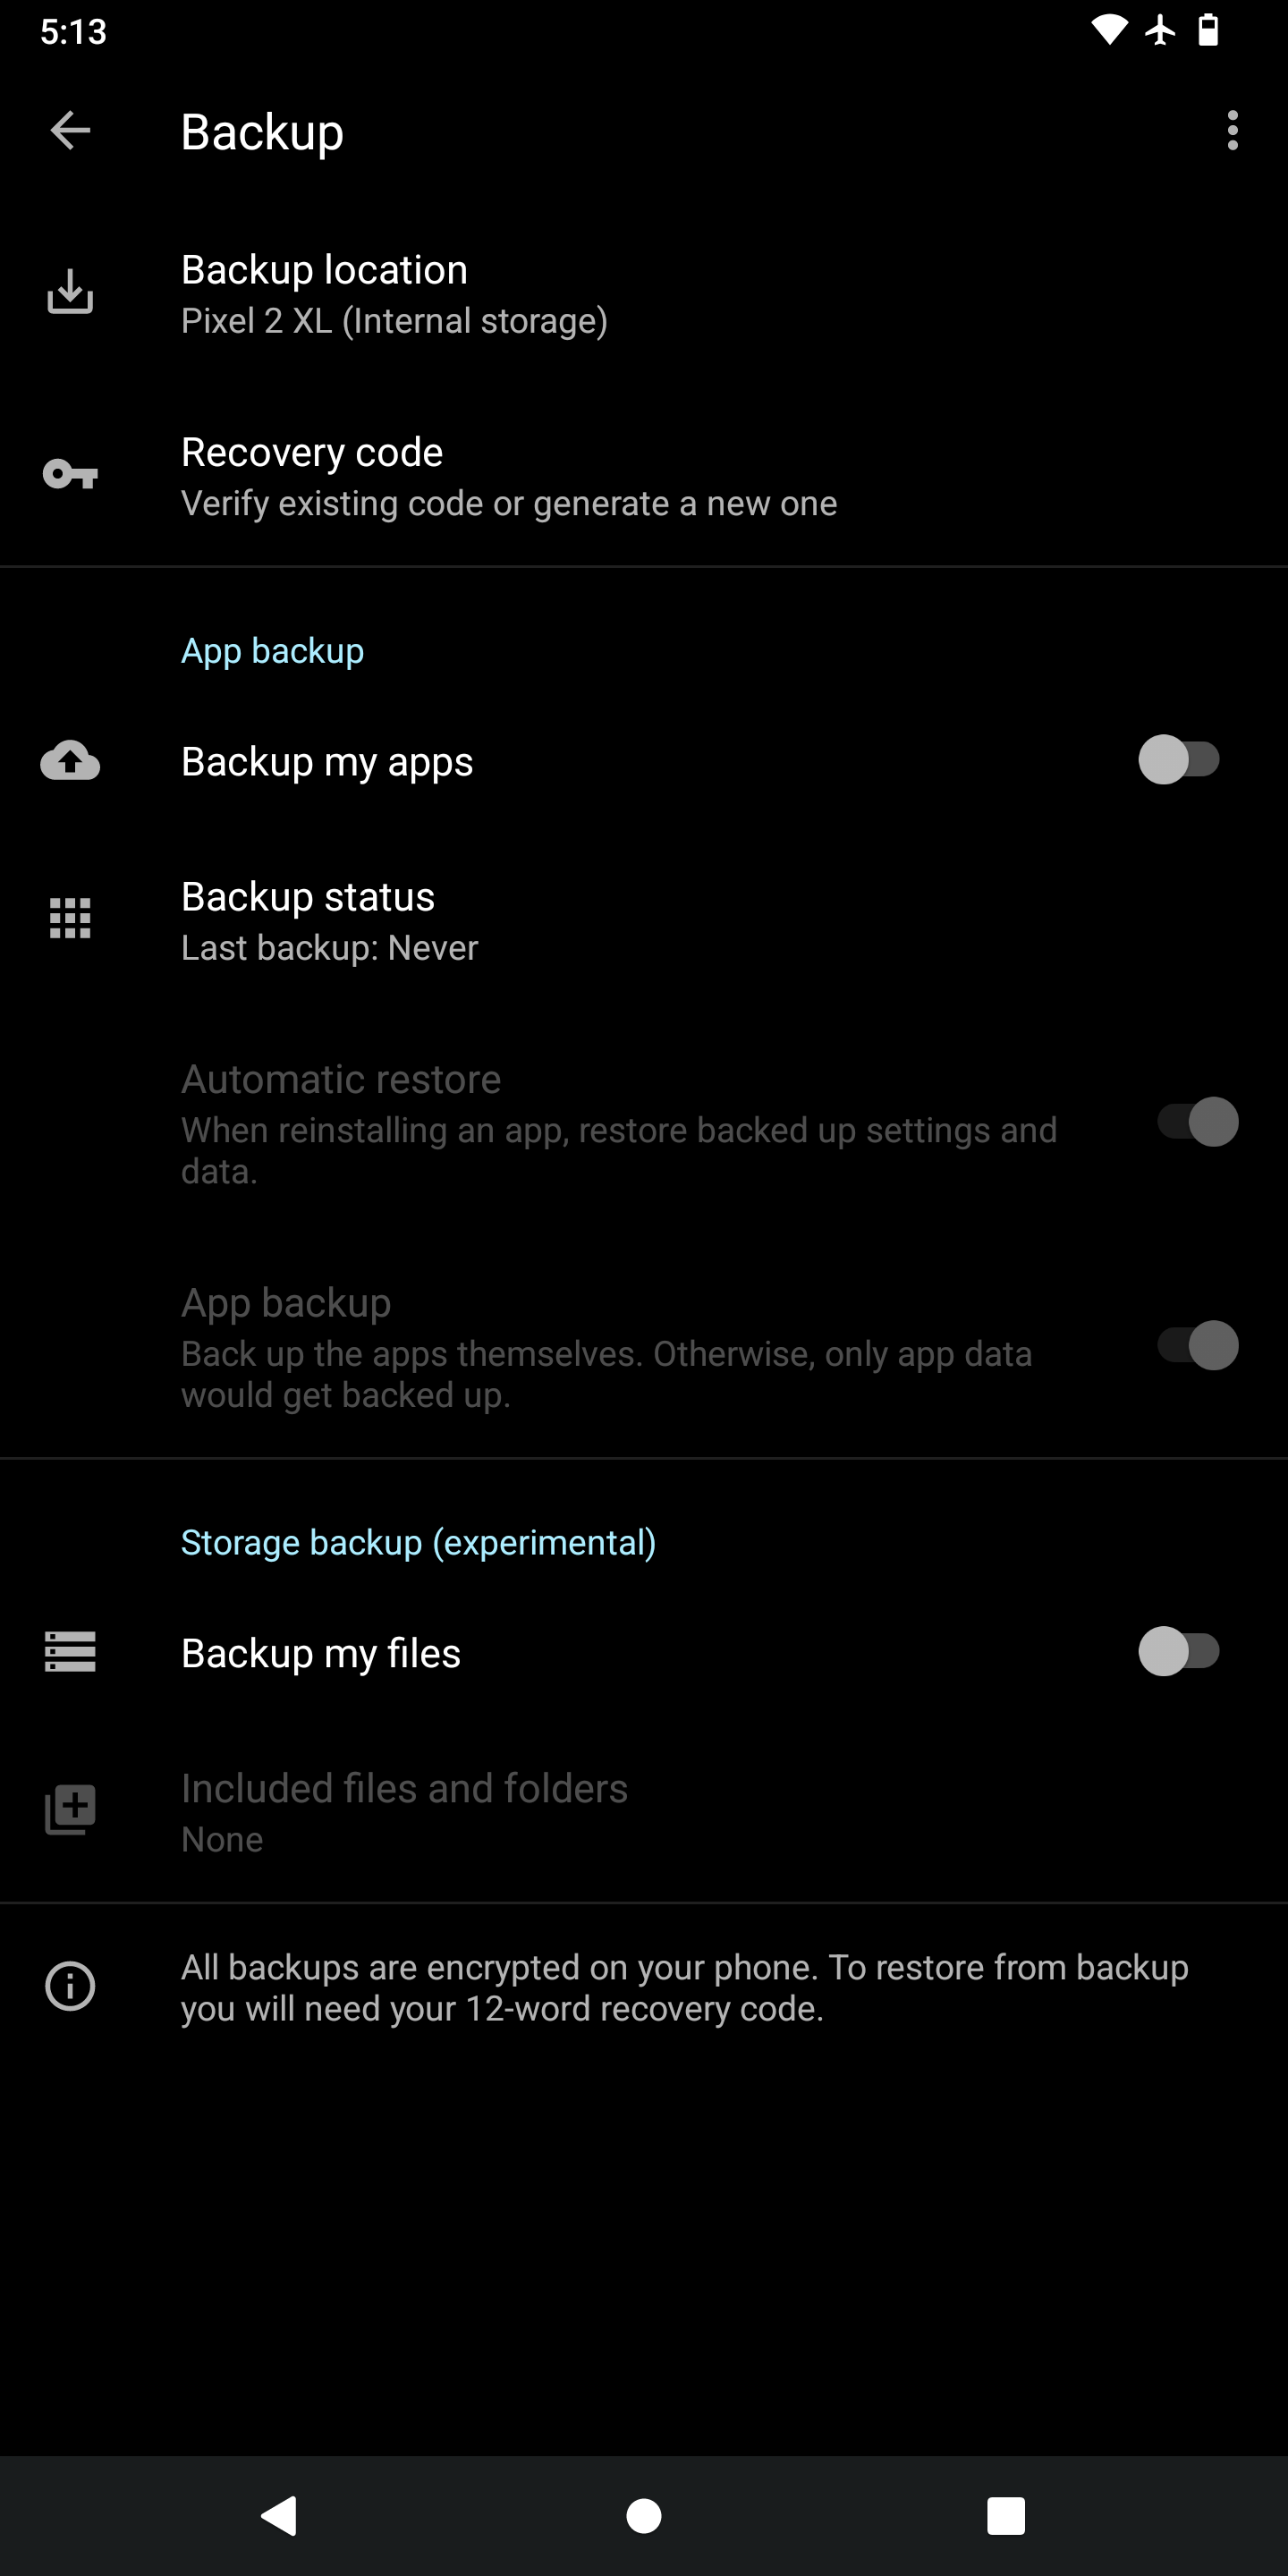 5:13
Backup
Backup location
Pixel 2 XL (Internal storage)
Recovery code
Verify existing code or generate a new one
App backup
Backup my apps
Backup status
Last backup: Never
Automatic restore
When reinstalling an app, restore backed up settings and
data.
App backup
Back up the apps themselves. Otherwise, only app data
would get backed up.
Storage backup (experimental)
Backup my files
Included files and folders
None
All backups are encrypted on your phone. To restore from backup
you will need your 12-word recovery code.